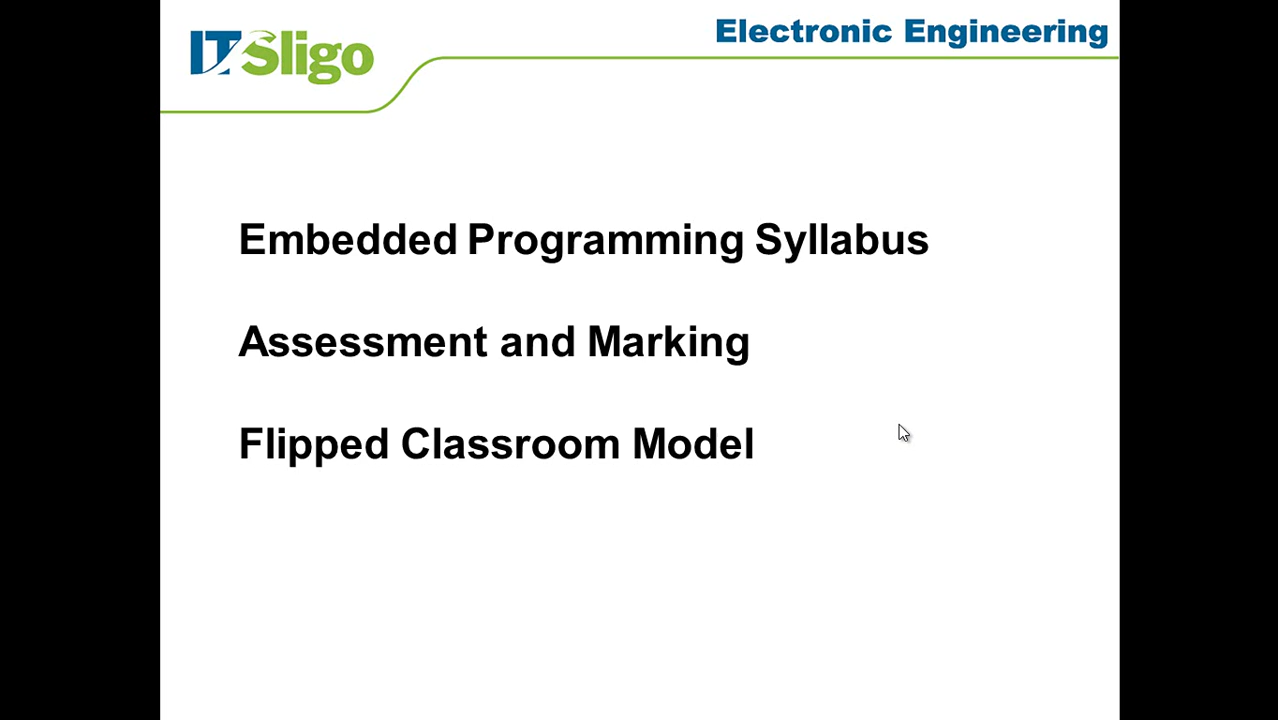 ITSligo
Electronic Engineering
Embedded Programming Syllabus
Assessment and Marking
Flipped Classroom Model